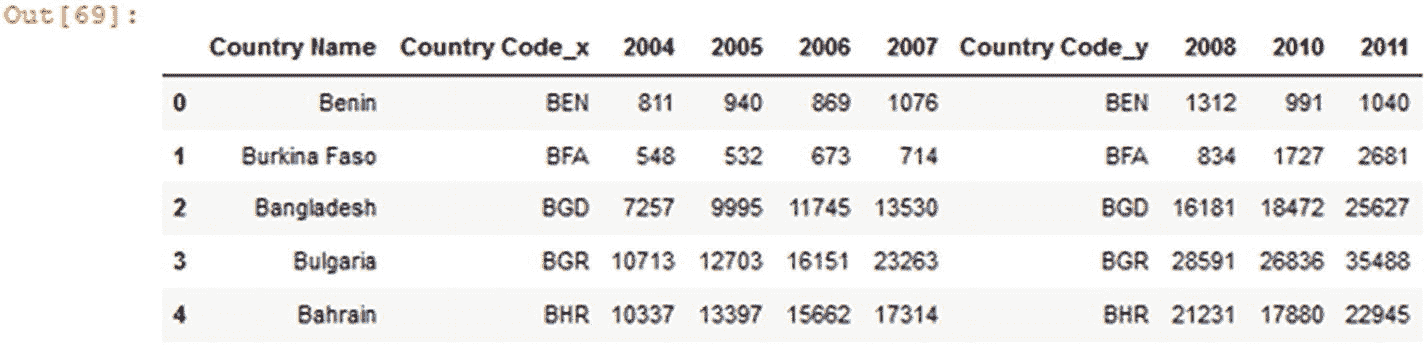 Out[69]:
Country Name Country Code_x 2004 2005 2006 2007 Country Code_y 2008 2010 2011
0 Benin BEN 811 940 869 1076 BEN 1312 991 1040
1 Burkina Faso BFA 548 532 673 714 BFA 834 1727 2681
2 Bangladesh BGD 7257 9995 11745 13530 BGD 16181 18472 25627
3 Bulgaria BGR 10713 12703 16151 23263 BGR 28591 26836 35488
4 Bahrain BHR 10337 13397 15662 17314 BHR 21231 17880 22945